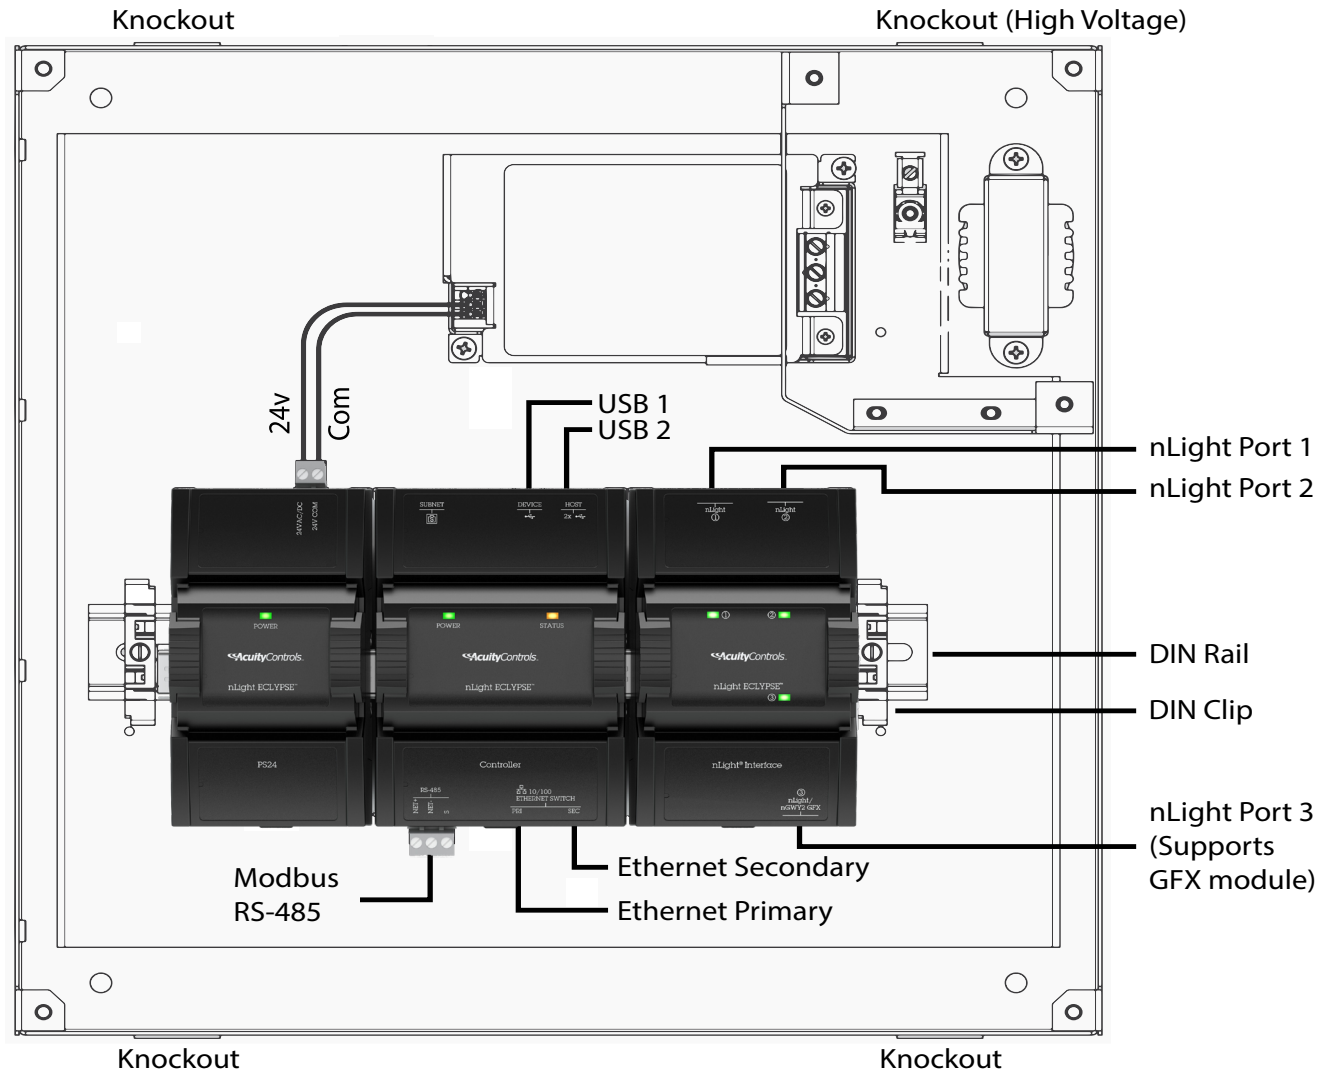 Knockout
Knockout (High Voltage)
24v
Com
USB 1
USB 2
nLight Port 1
nLight Port 2
24VAC/DC
24V COM
SUBNET
DEVICE
HOST
2x
nLight
①
nLight
②
POWER
POWER
STATUS
①
②
AcuityControls.
AcuityControls.
AcuityControls.
nLight ECLYPSE™
nLight ECLYPSE™
nLight ECLYPSE™
③
DIN Rail
DIN Clip
PS24
Controller
nLight® Interface
RS-485
NET+
NET-
S
10/100
ETHERNET SWITCH
PRI
SEC
③
nLight/
nGWY2 GFX
nLight Port 3
(Supports
GFX module)
Modbus
RS-485
Ethernet Secondary
Ethernet Primary
Knockout
Knockout